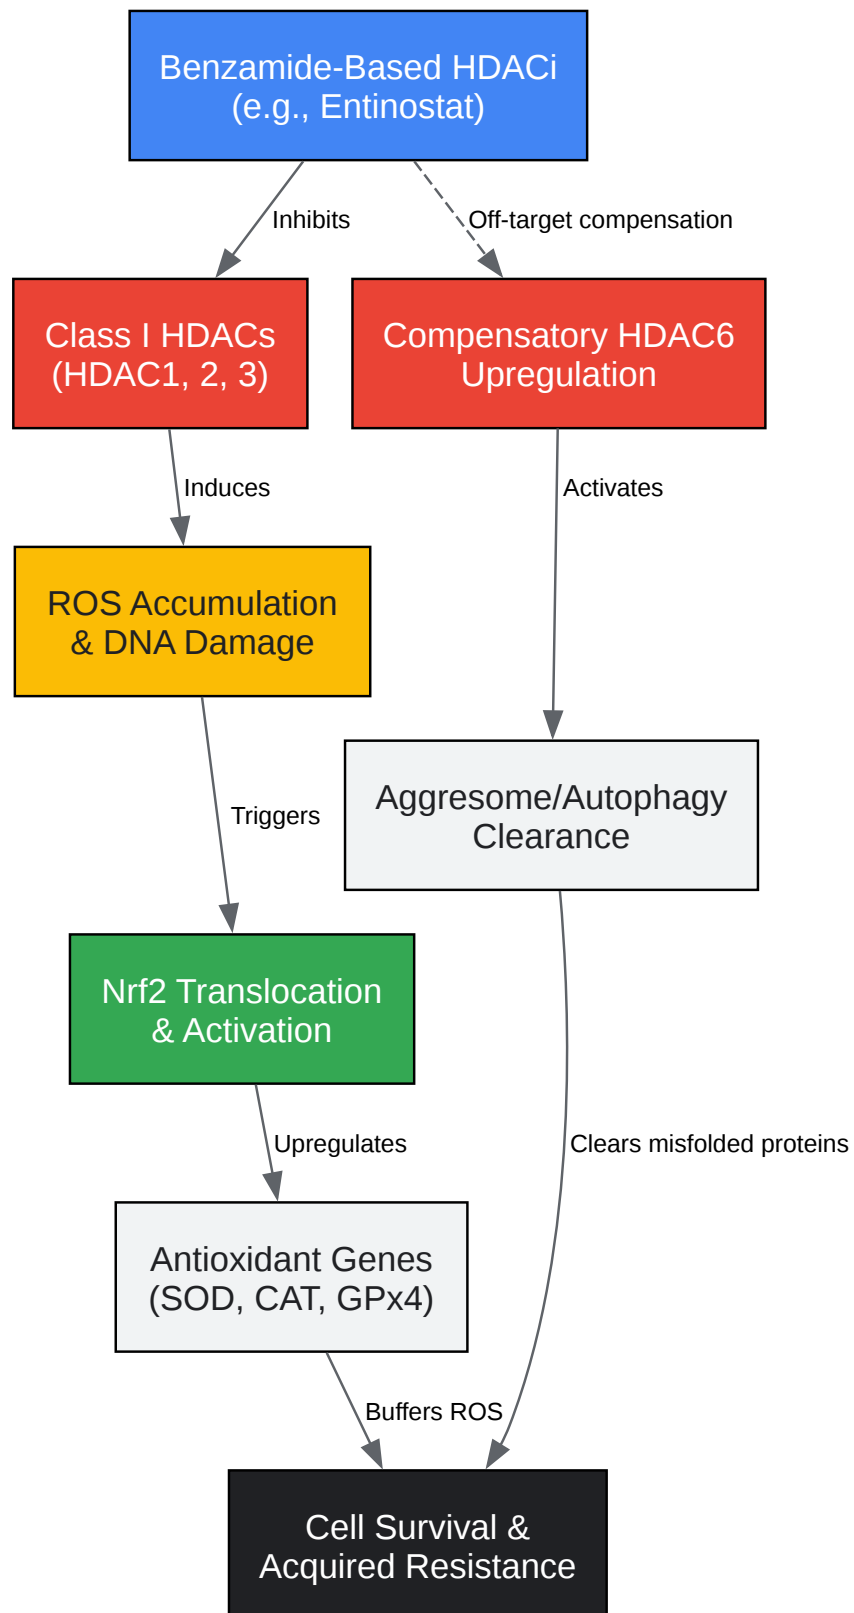 Benzamide-Based HDACi
(e.g., Entinostat)
Inhibits
Off-target compensation
Class I HDACs
(HDAC1, 2, 3)
Compensatory HDAC6
Upregulation
Induces
Activates
ROS Accumulation
& DNA Damage
Aggresome/Autophagy
Clearance
Triggers
Nrf2 Translocation
& Activation
Upregulates
Clears misfolded proteins
Antioxidant Genes
(SOD, CAT, GPx4)
Buffers ROS
Cell Survival &
Acquired Resistance